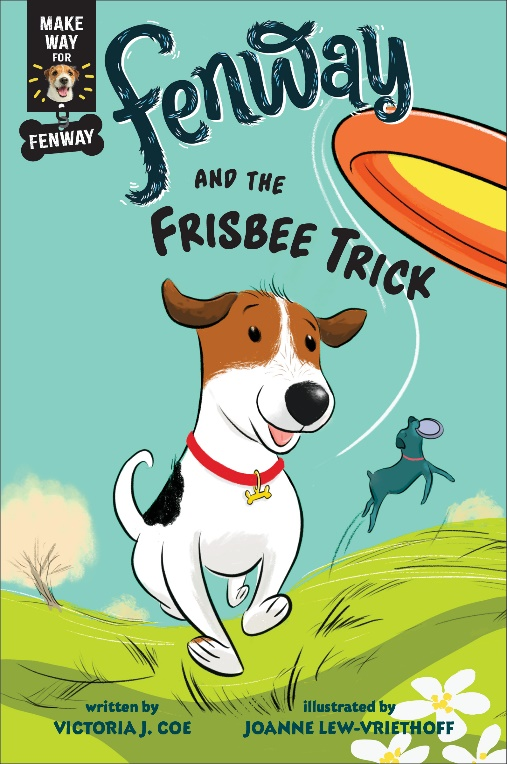 MAKE
WAY
FOR
FENWAY
fenway
AND THE
FRISBEE TRICK
written by
VICTORIA J. COE
illustrated by
JOANNE LEW-VRIETHOFF